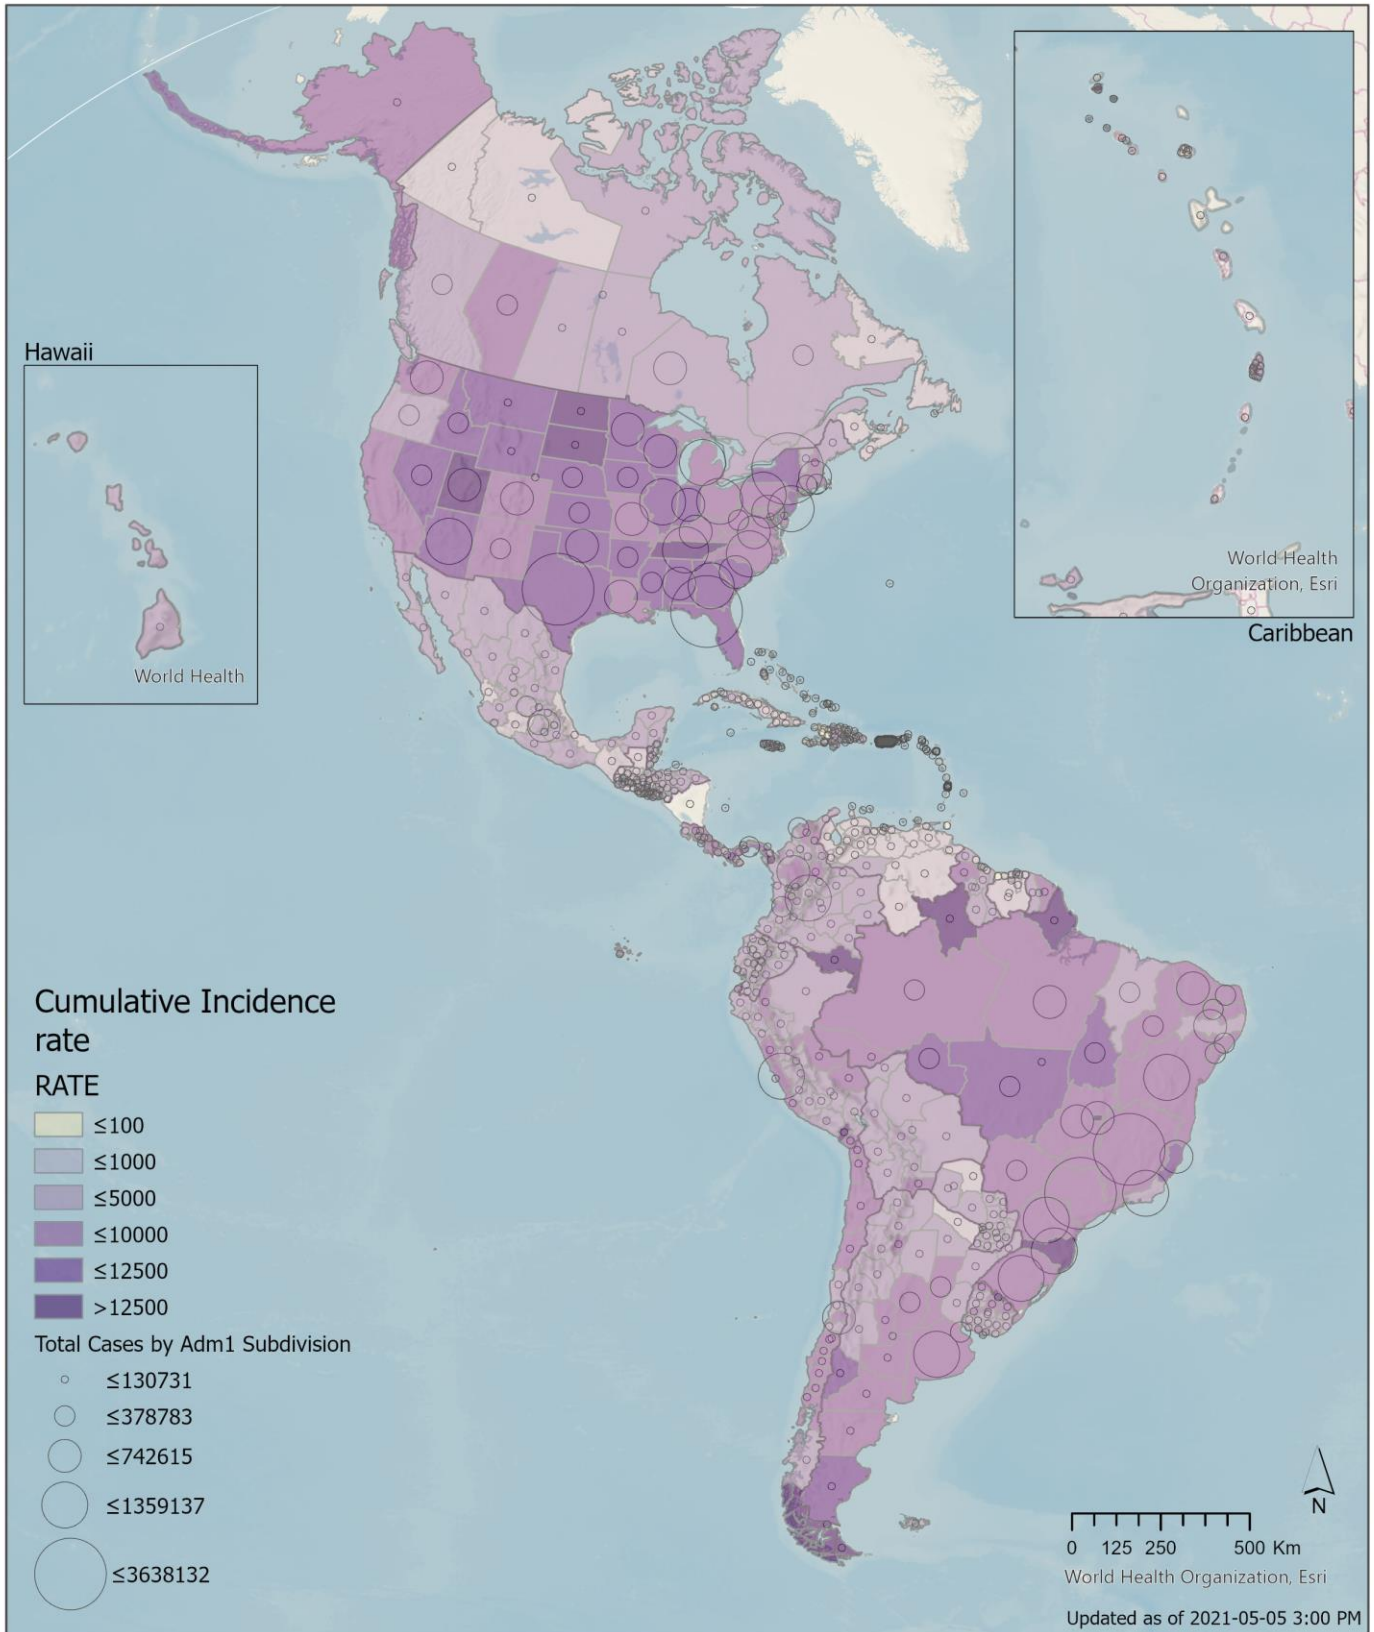 Hawaii
World Health
World Health
Organization, Esri
Caribbean
Cumulative Incidence
rate
RATE
≤100
≤1000
≤5000
≤10000
≤12500
>12500
Total Cases by Adm1 Subdivision
≤130731
≤378783
≤742615
≤1359137
≤3638132
N
0 125 250 500 Km
World Health Organization, Esri
Updated as of 2021-05-05 3:00 PM